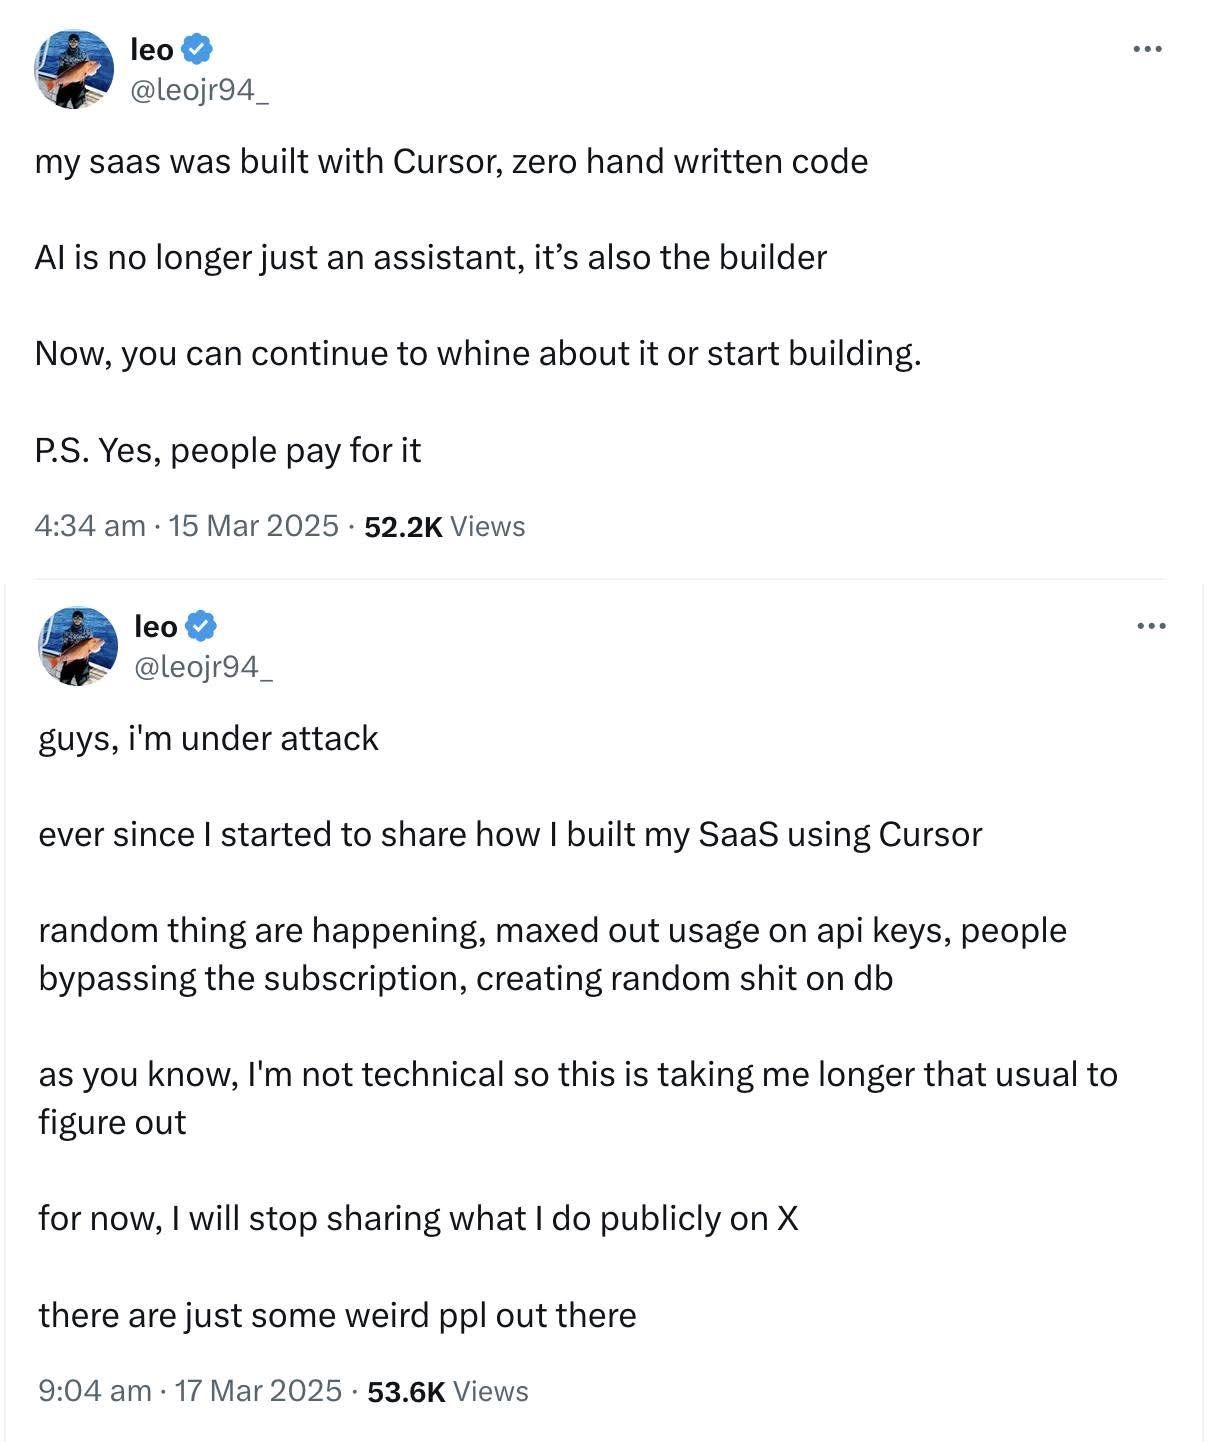 leo
@leojr94_
my saas was built with Cursor, zero hand written code
AI is no longer just an assistant, it’s also the builder
Now, you can continue to whine about it or start building.
P.S. Yes, people pay for it
4:34 am · 15 Mar 2025 · 52.2K Views
leo
@leojr94_
guys, i'm under attack
ever since I started to share how I built my SaaS using Cursor
random thing are happening, maxed out usage on api keys, people
bypassing the subscription, creating random shit on db
as you know, I'm not technical so this is taking me longer that usual to
figure out
for now, I will stop sharing what I do publicly on X
there are just some weird ppl out there
9:04 am · 17 Mar 2025 · 53.6K Views